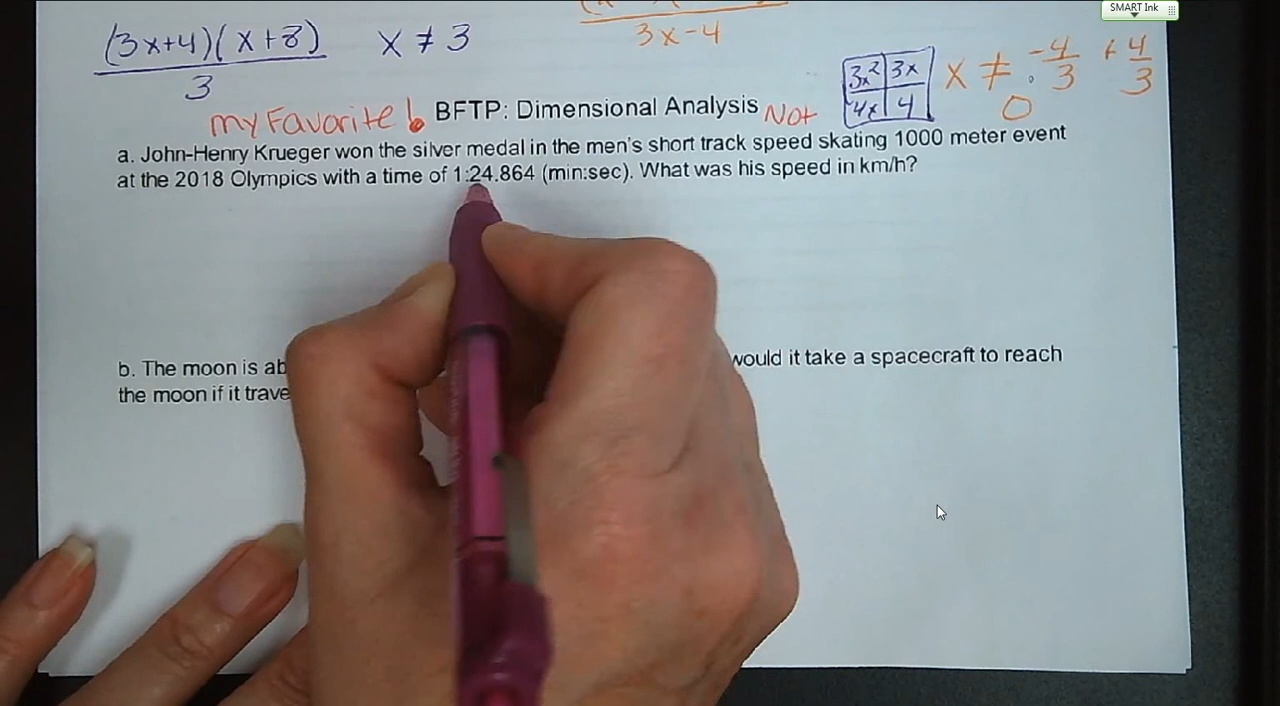 SMART Ink
(3x+4)(x+8) x ≠ 3
3
3x-4
3x² 3x
4x 4
x ≠ -4/3 + 4/3
0
my Favorite! BFTP: Dimensional Analysis Not
a. John-Henry Krueger won the silver medal in the men's short track speed skating 1000 meter event
at the 2018 Olympics with a time of 1:24.864 (min:sec). What was his speed in km/h?
b. The moon is would it take a spacecraft to reach
the moon if it